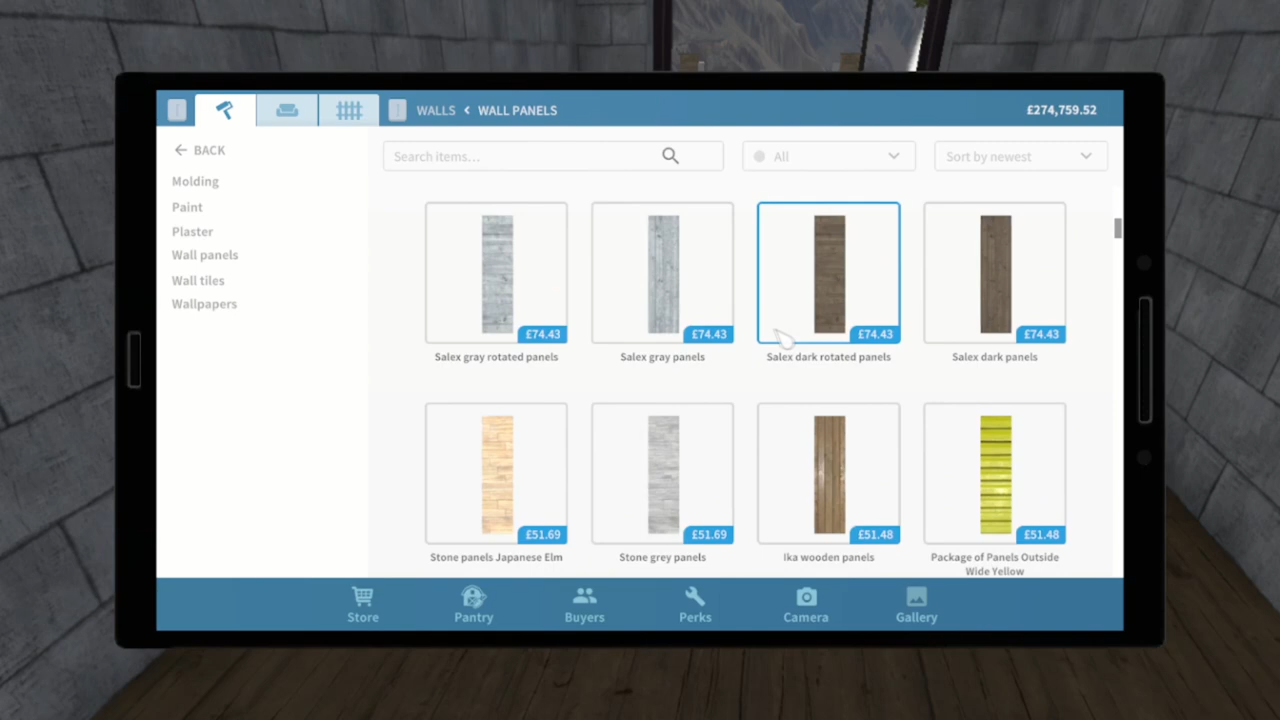 WALLS < WALL PANELS
£274,759.52
BACK
Search items...
All
Sort by newest
Molding
Paint
Plaster
Wall panels
Wall tiles
Wallpapers
£74.43
£74.43
£74.43
£74.43
Salex gray rotated panels
Salex gray panels
Salex dark rotated panels
Salex dark panels
£51.69
£51.69
£51.48
£51.48
Stone panels Japanese Elm
Stone grey panels
Ika wooden panels
Package of Panels Outside
Wide Yellow
Store
Pantry
Buyers
Perks
Camera
Gallery